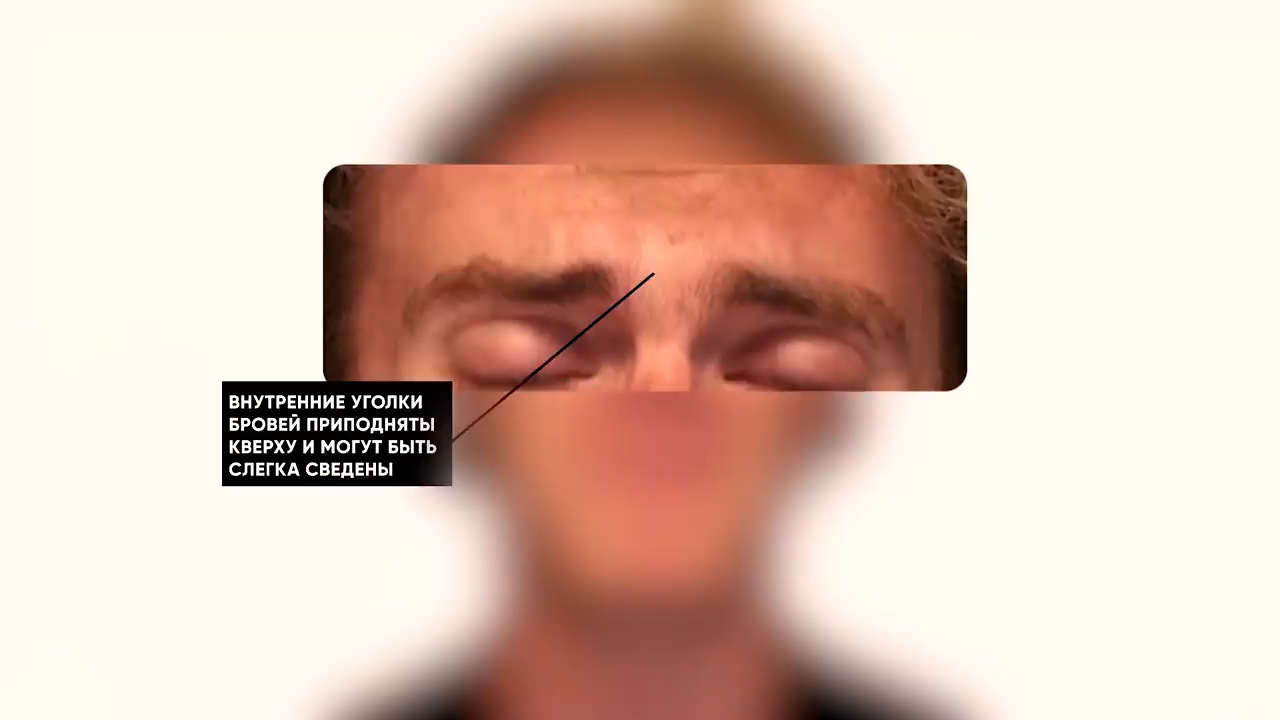 ВНУТРЕННИЕ УГОЛКИ
БРОВЕЙ ПРИПОДНЯТЫ
КВЕРХУ И МОГУТ БЫТЬ
СЛЕГКА СВЕДЕНЫ